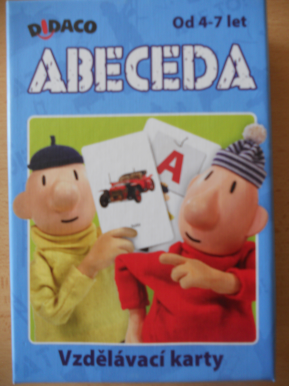 DIDACO
Od 4-7 let
ABECEDA
A
Vzdělávací karty